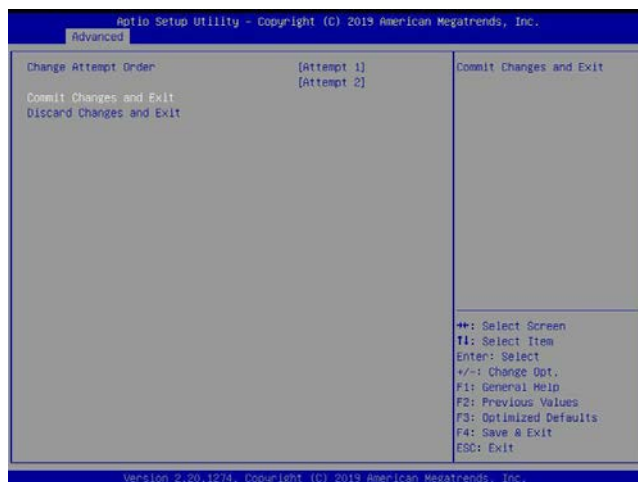 Aptio Setup Utility - Copyright (C) 2019 American Megatrends, Inc.
Advanced
Change Attempt Order [Attempt 1]
[Attempt 2]
Commit Changes and Exit
Discard Changes and Exit
Commit Changes and Exit
→←: Select Screen
↑↓: Select Item
Enter: Select
+/-: Change Opt.
F1: General Help
F2: Previous Values
F3: Optimized Defaults
F4: Save & Exit
ESC: Exit
Version 2.20.1274. Copyright (C) 2019 American Megatrends, Inc.